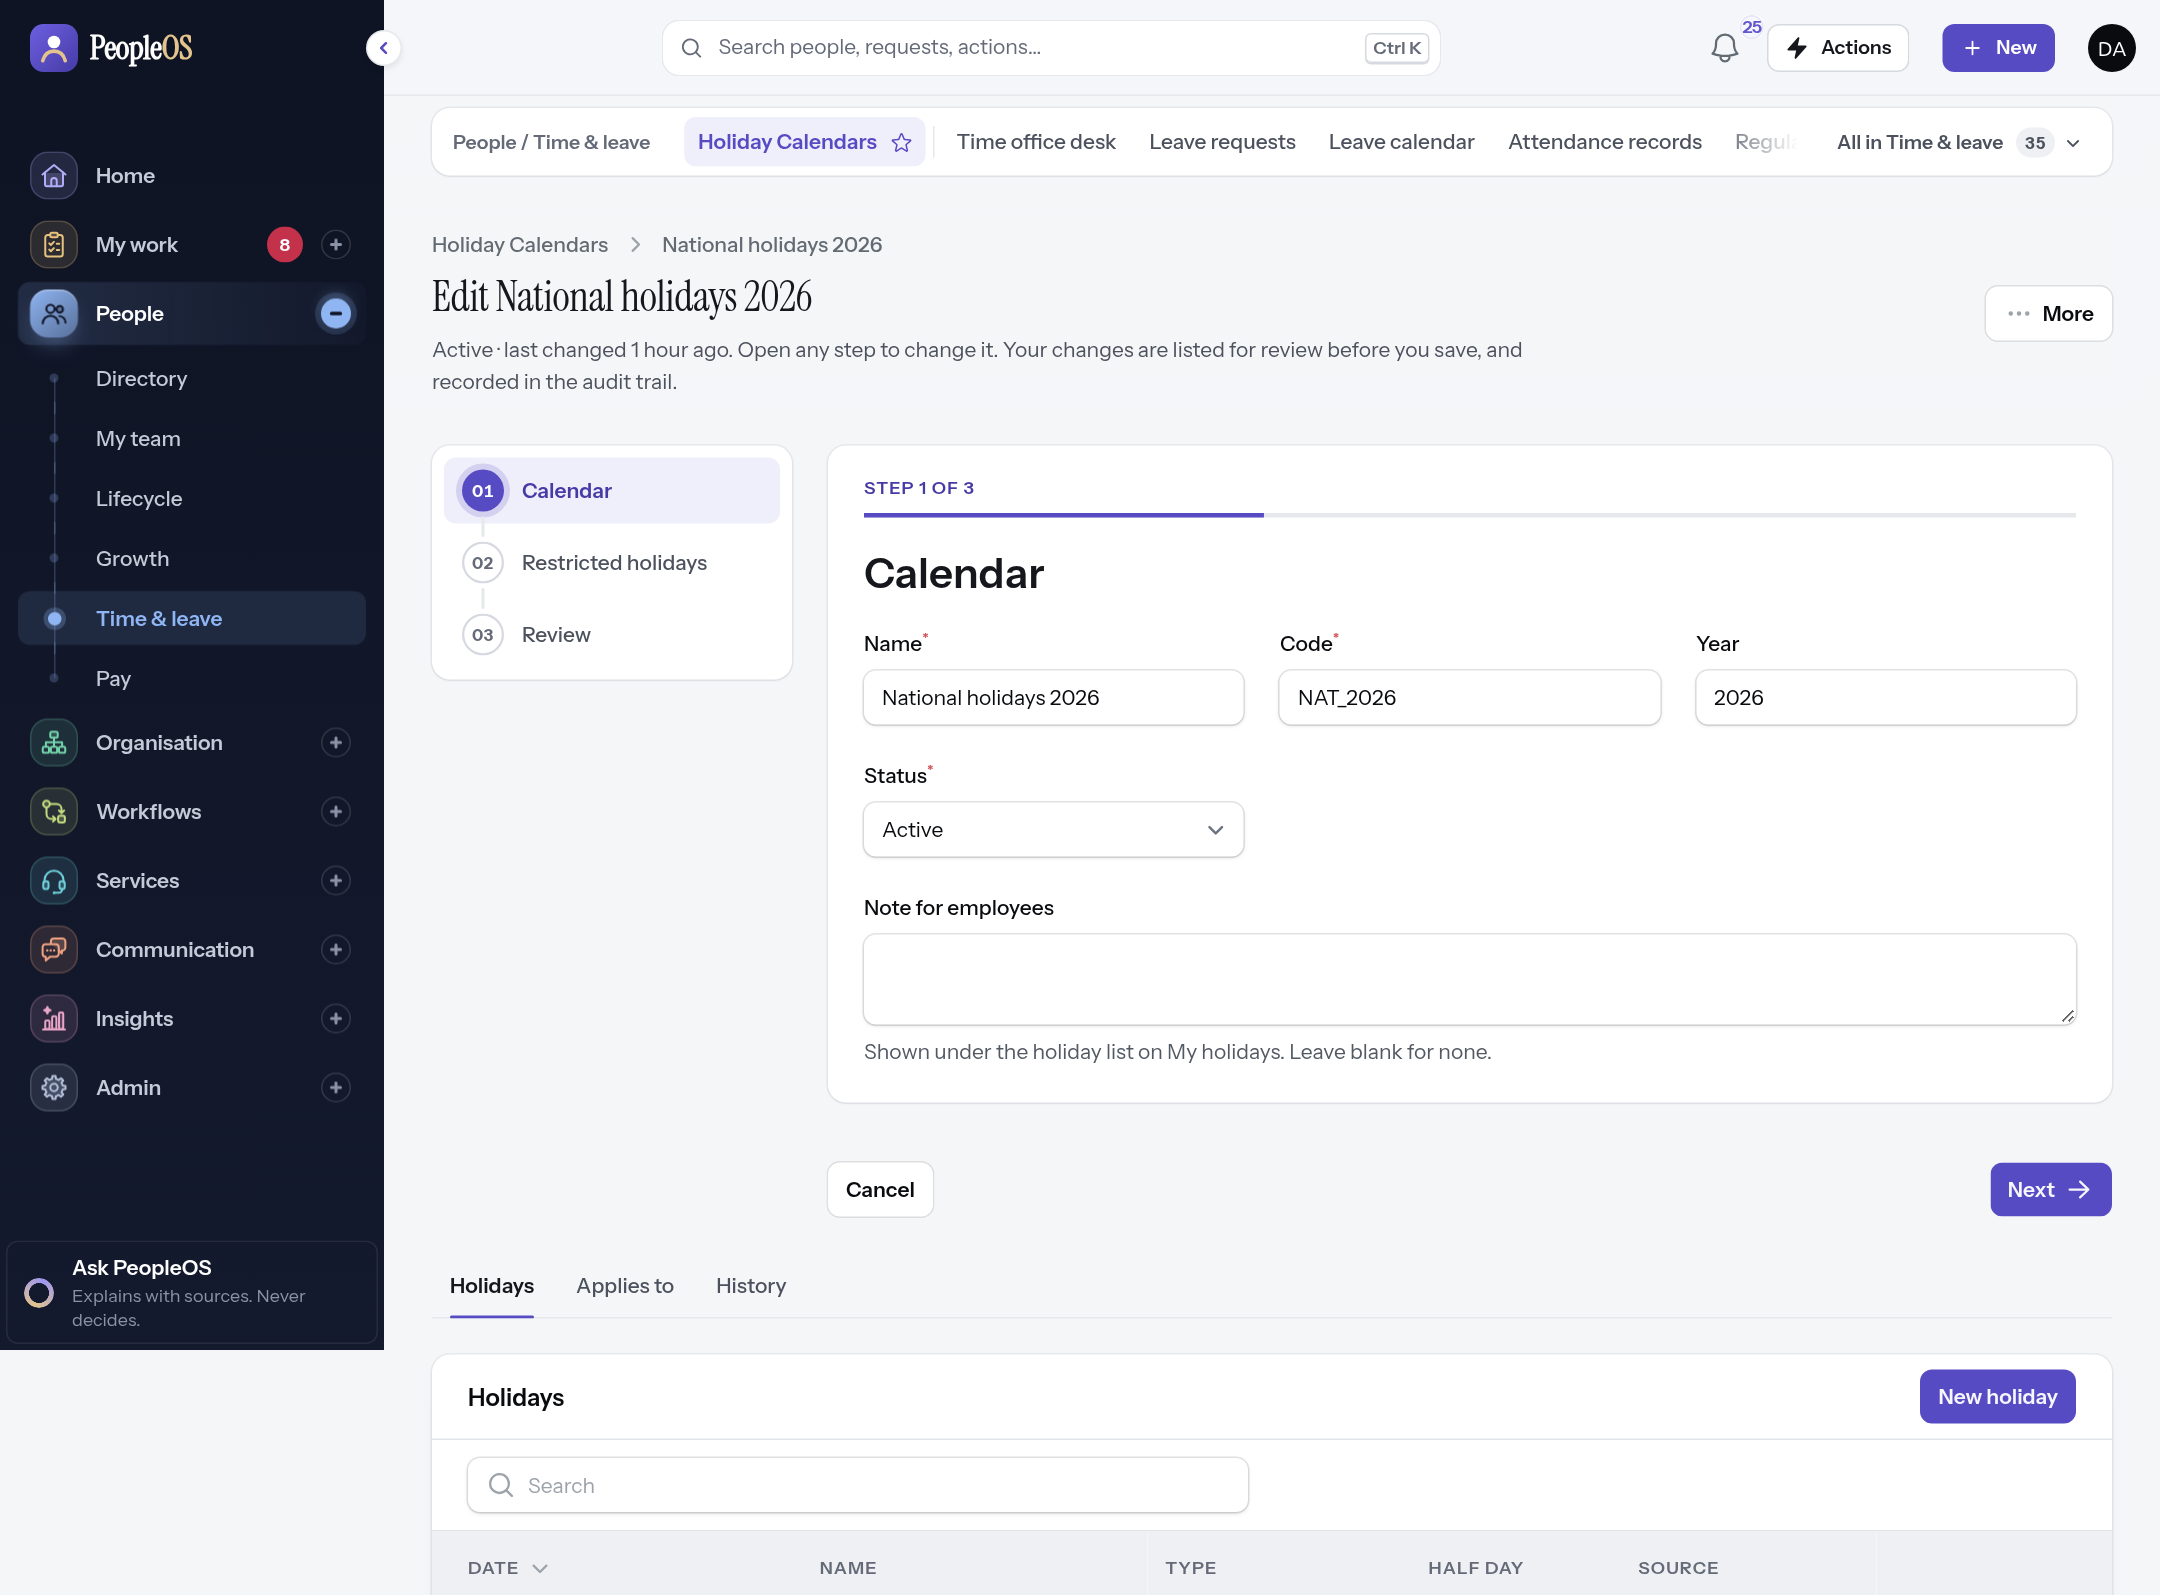 PeopleOS
Search people, requests, actions...
Ctrl K
25
Actions
New
DA
People / Time & leave
Holiday Calendars
Time office desk
Leave requests
Leave calendar
Attendance records
All in Time & leave
35
Home
My work
8
People
Directory
My team
Lifecycle
Growth
Time & leave
Pay
Organisation
Workflows
Services
Communication
Insights
Admin
Ask PeopleOS
Explains with sources. Never
decides.
Holiday Calendars
National holidays 2026
Edit National holidays 2026
Active · last changed 1 hour ago. Open any step to change it. Your changes are listed for review before you save, and
recorded in the audit trail.
More
01
Calendar
02
Restricted holidays
03
Review
STEP 1 OF 3
Calendar
Name*
Code*
Year
National holidays 2026
NAT_2026
2026
Status*
Active
Note for employees
Shown under the holiday list on My holidays. Leave blank for none.
Cancel
Next
Holidays
Applies to
History
Holidays
New holiday
Search
DATE
NAME
TYPE
HALF DAY
SOURCE